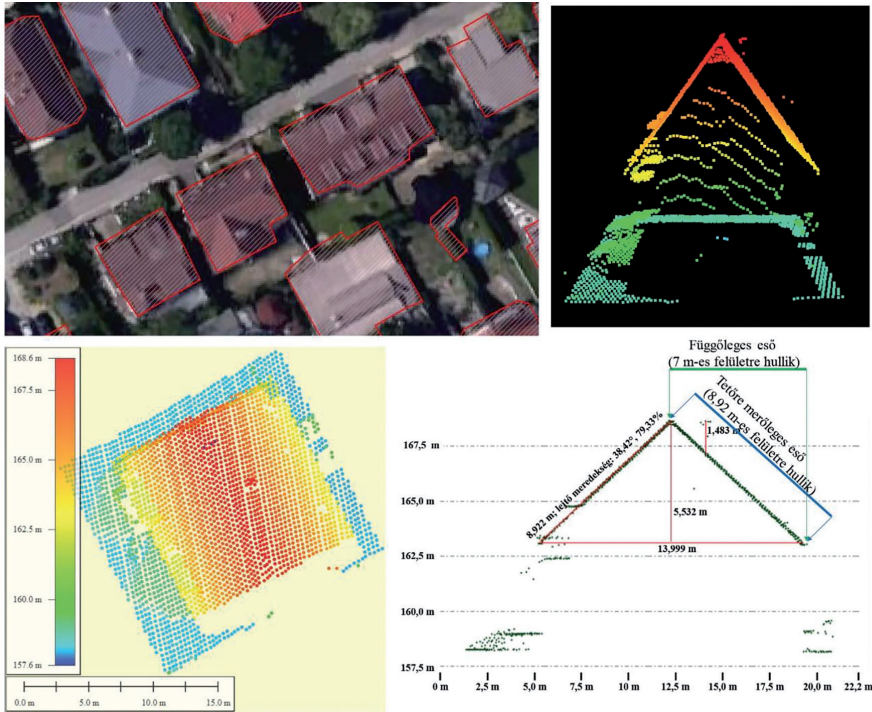 168.6 m
167.5 m
165.0 m
162.5 m
160.0 m
157.6 m
0.0 m 5.0 m 10.0 m 15.0 m
Függőleges eső
(7 m-es felületre hullik)
Tetőre merőleges eső
(8,92 m-es felületre hullik)
1,483 m
8,922 m; lejtő meredekség: 38,42°, 79,33%
5,532 m
13,999 m
167,5 m
165,0 m
162,5 m
160,0 m
157,5 m
0 m 2,5 m 5,0 m 7,5 m 10,0 m 12,5 m 15,0 m 17,5 m 20,0 m 22,2 m